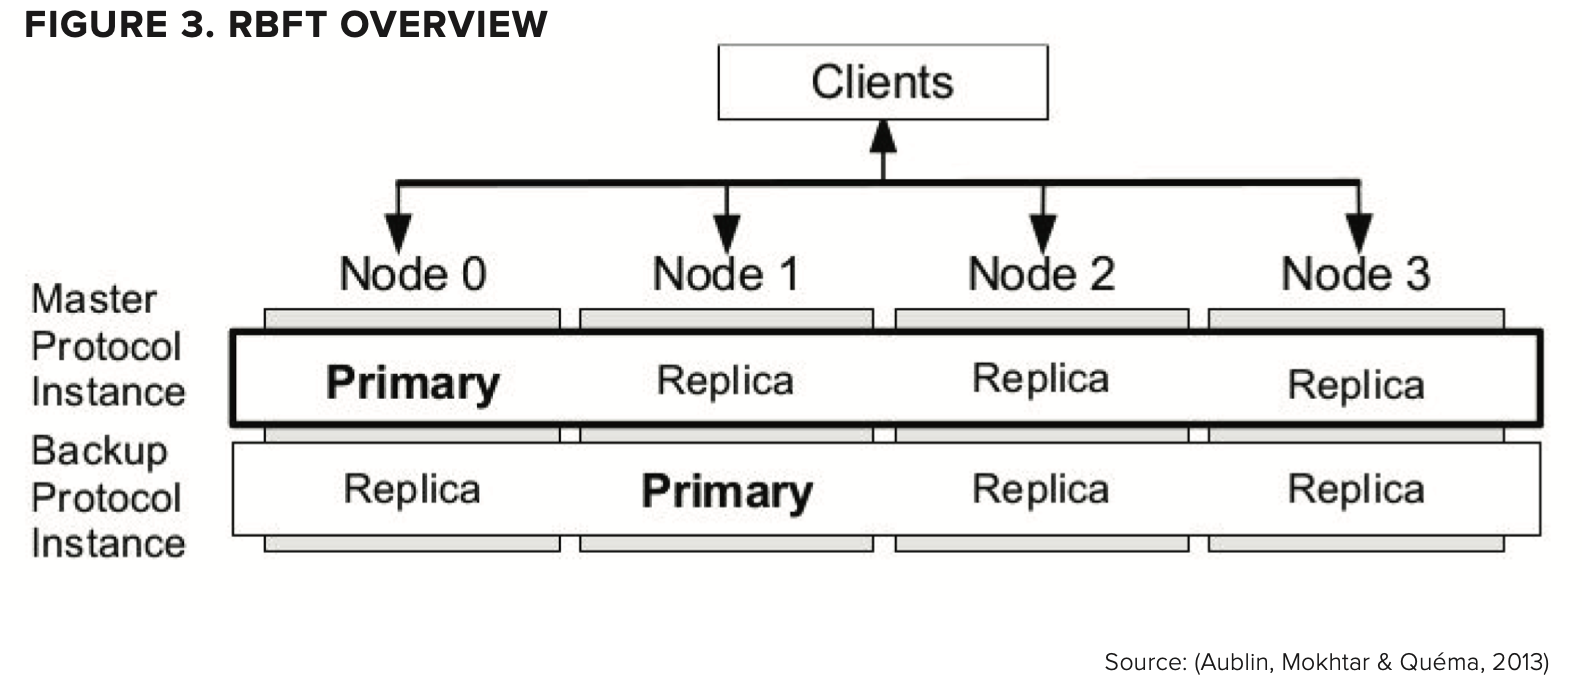 FIGURE 3. RBFT OVERVIEW
Clients
Node 0 Node 1 Node 2 Node 3
Master
Protocol
Instance
Primary Replica Replica Replica
Backup
Protocol
Instance
Replica Primary Replica Replica
Source: (Aublin, Mokhtar & Quéma, 2013)